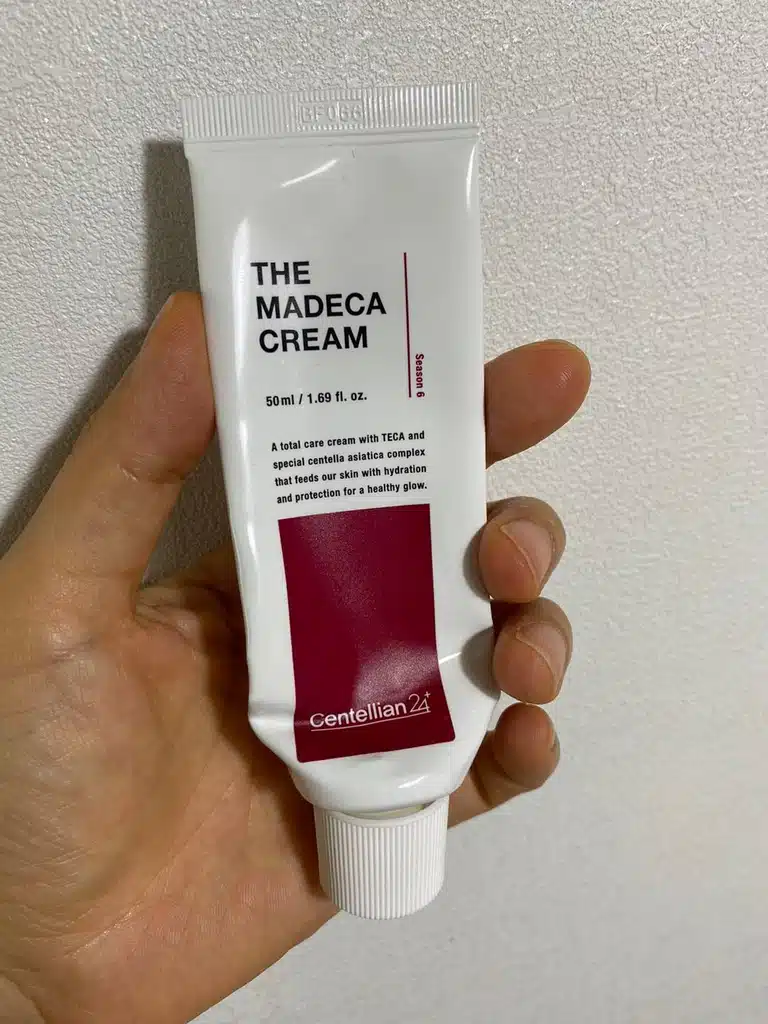 THE
MADECA
CREAM
Season 6
50ml / 1.69 fl. oz.
A total care cream with TECA and
special centella asiatica complex
that feeds our skin with hydration
and protection for a healthy glow.
Centellian24+